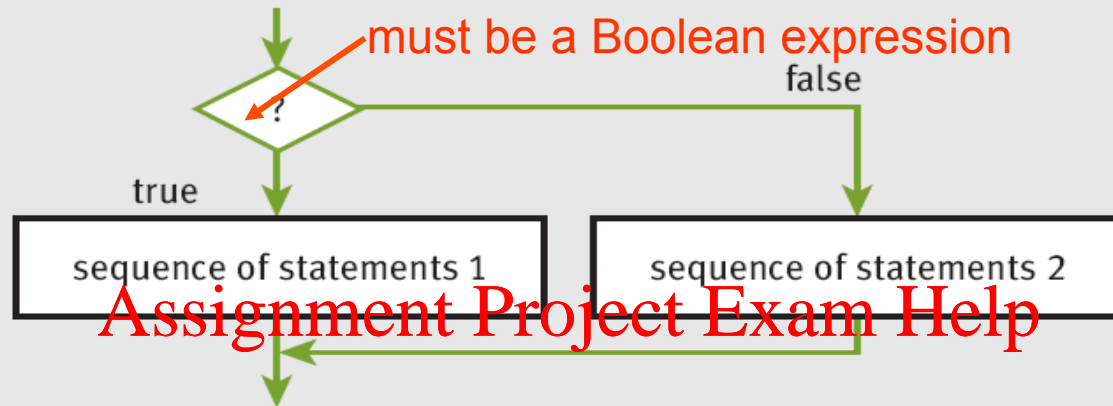 must be a Boolean expression
false
?
true
sequence of statements 1
sequence of statements 2
Assignment Project Exam Help